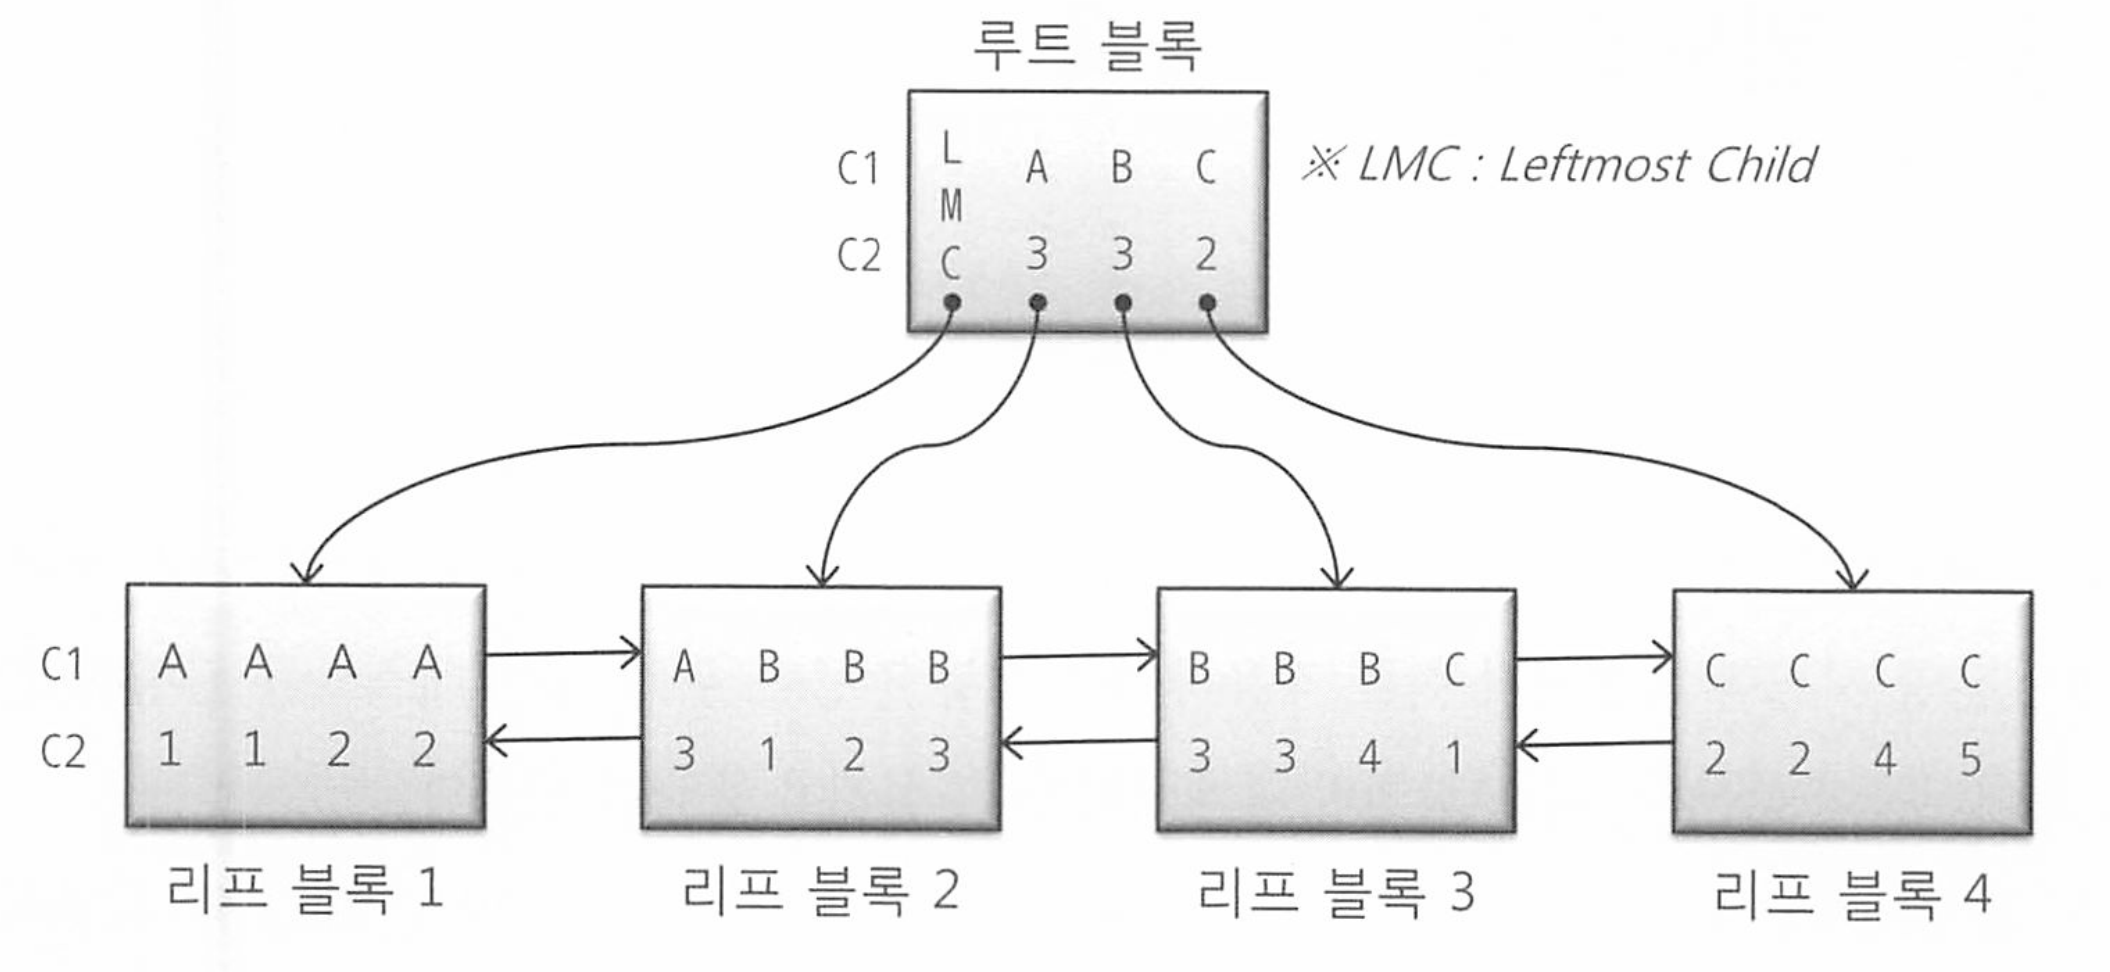 루트 블록
C1 L M C A B C ※ LMC : Leftmost Child
C2 3 3 2
C1 A A A A A B B B B B B C C C C C
C2 1 1 2 2 3 1 2 3 3 3 4 1 2 2 4 5
리프 블록 1 리프 블록 2 리프 블록 3 리프 블록 4